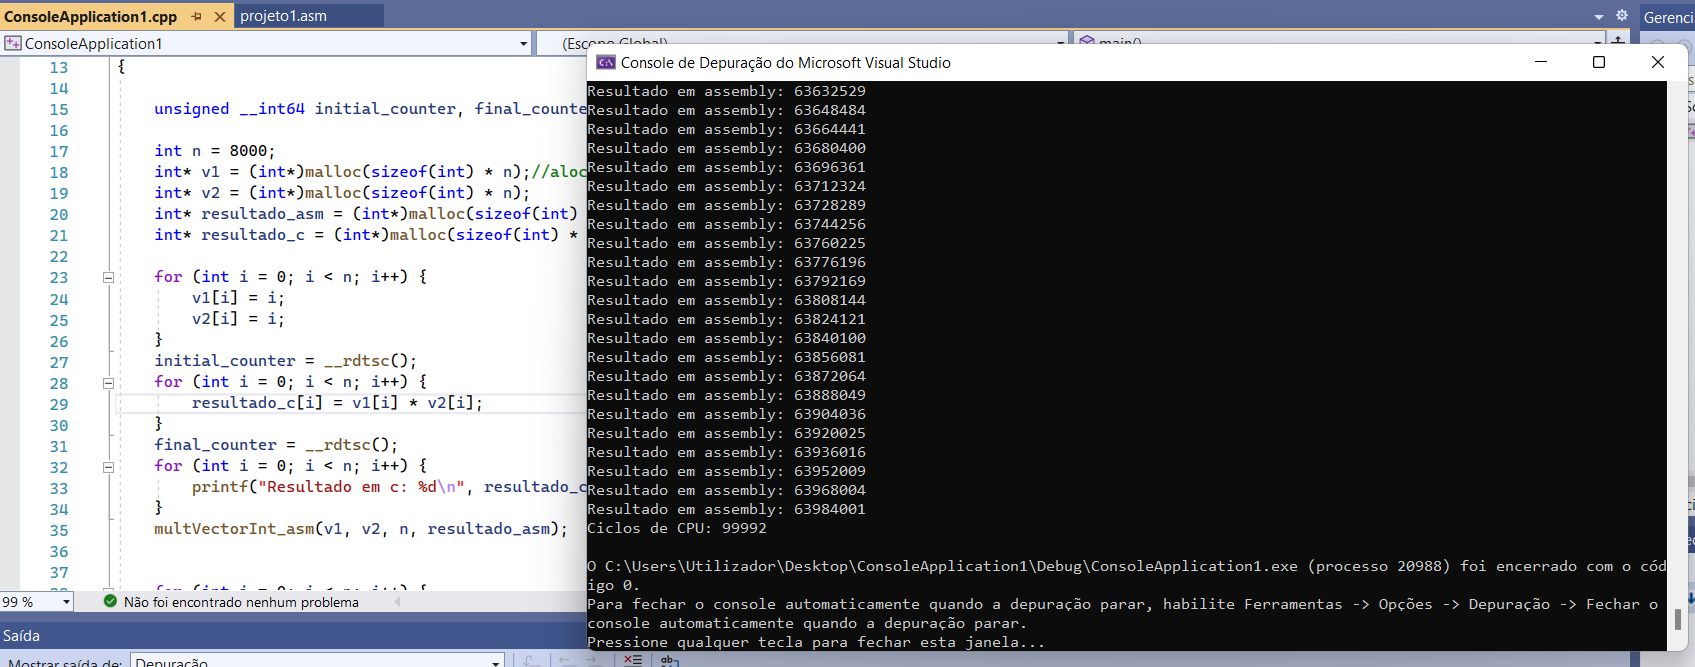 ConsoleApplication1.cpp
projeto1.asm
Gerenci
ConsoleApplication1
(Escopo Global)
main()
13 {
14
15 unsigned __int64 initial_counter, final_counte
16
17 int n = 8000;
18 int* v1 = (int*)malloc(sizeof(int) * n);//aloc
19 int* v2 = (int*)malloc(sizeof(int) * n);
20 int* resultado_asm = (int*)malloc(sizeof(int)
21 int* resultado_c = (int*)malloc(sizeof(int) *
22
23 for (int i = 0; i < n; i++) {
24 v1[i] = i;
25 v2[i] = i;
26 }
27 initial_counter = __rdtsc();
28 for (int i = 0; i < n; i++) {
29 resultado_c[i] = v1[i] * v2[i];
30 }
31 final_counter = __rdtsc();
32 for (int i = 0; i < n; i++) {
33 printf("Resultado em c: %d\n", resultado_c
34 }
35 multVectorInt_asm(v1, v2, n, resultado_asm);
36
37
for (int i = 0; i < n; i++) {
99 %
Não foi encontrado nenhum problema
Saída
Mostrar saída de: Depuração
Console de Depuração do Microsoft Visual Studio
Resultado em assembly: 63632529
Resultado em assembly: 63648484
Resultado em assembly: 63664441
Resultado em assembly: 63680400
Resultado em assembly: 63696361
Resultado em assembly: 63712324
Resultado em assembly: 63728289
Resultado em assembly: 63744256
Resultado em assembly: 63760225
Resultado em assembly: 63776196
Resultado em assembly: 63792169
Resultado em assembly: 63808144
Resultado em assembly: 63824121
Resultado em assembly: 63840100
Resultado em assembly: 63856081
Resultado em assembly: 63872064
Resultado em assembly: 63888049
Resultado em assembly: 63904036
Resultado em assembly: 63920025
Resultado em assembly: 63936016
Resultado em assembly: 63952009
Resultado em assembly: 63968004
Resultado em assembly: 63984001
Ciclos de CPU: 99992
O C:\Users\Utilizador\Desktop\ConsoleApplication1\Debug\ConsoleApplication1.exe (processo 20988) foi encerrado com o cód
igo 0.
Para fechar o console automaticamente quando a depuração parar, habilite Ferramentas -> Opções -> Depuração -> Fechar o
console automaticamente quando a depuração parar.
Pressione qualquer tecla para fechar esta janela...